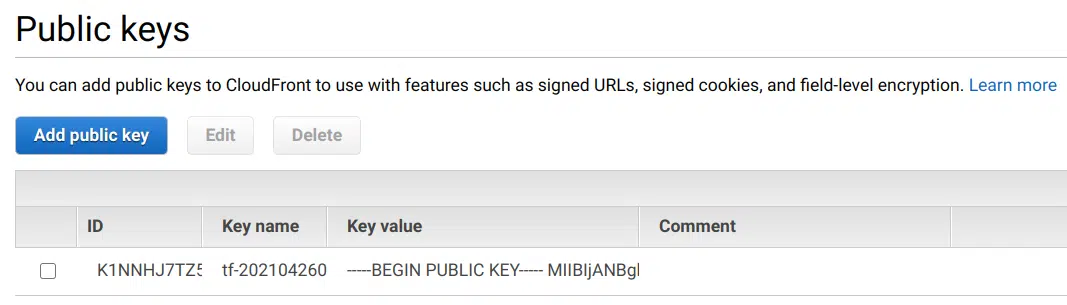 Public keys
You can add public keys to CloudFront to use with features such as signed URLs, signed cookies, and field-level encryption. Learn more
Add public key Edit Delete
ID Key name Key value Comment
K1NNHJ7TZ5 tf-202104260 -----BEGIN PUBLIC KEY----- MIIBIjANBgl